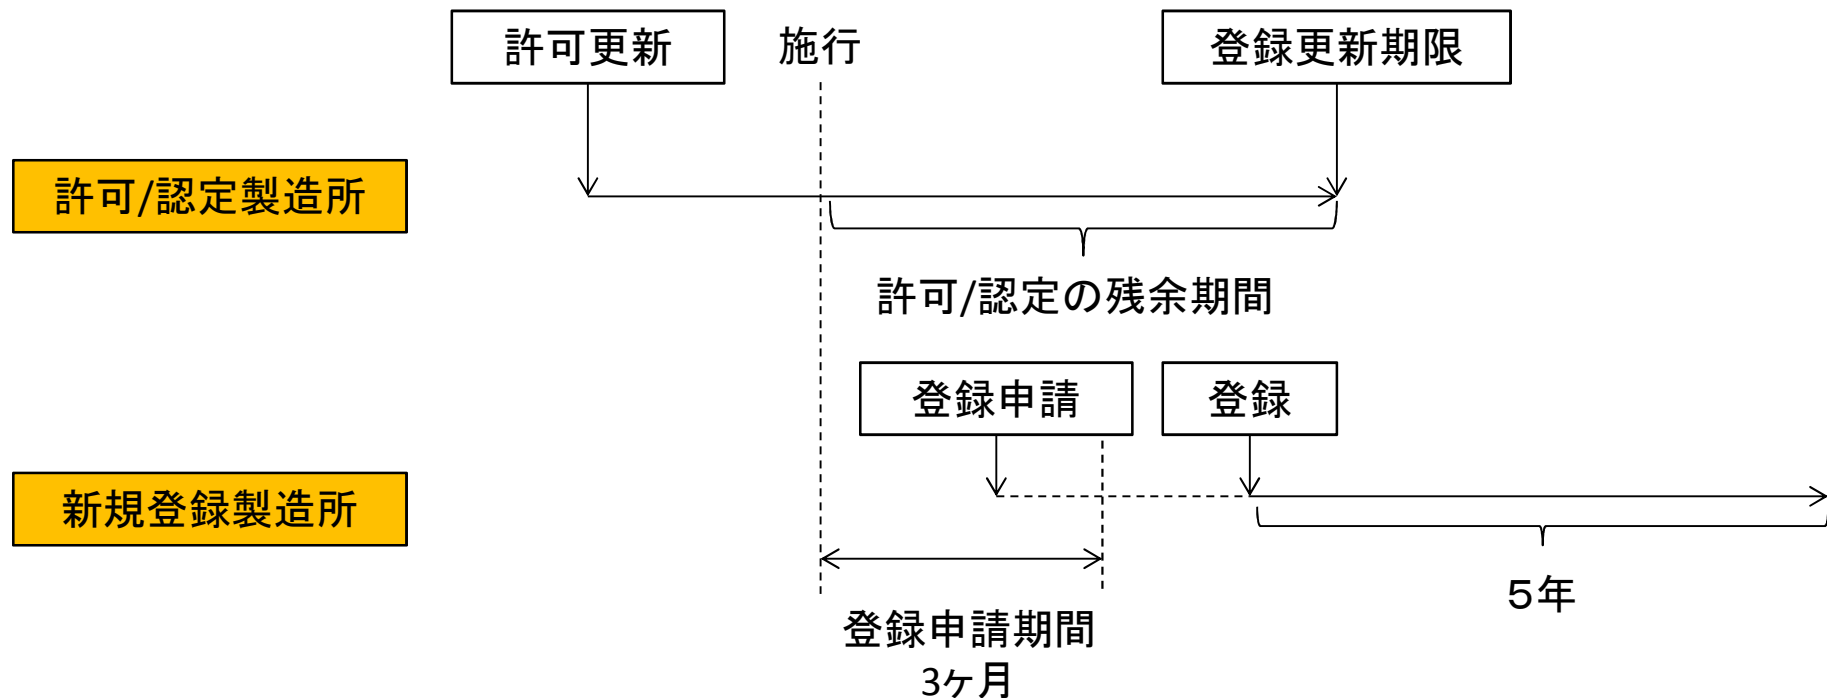 許可更新
施行
登録更新期限
許可/認定製造所
許可/認定の残余期間
登録申請
登録
新規登録製造所
5年
登録申請期間
3ヶ月